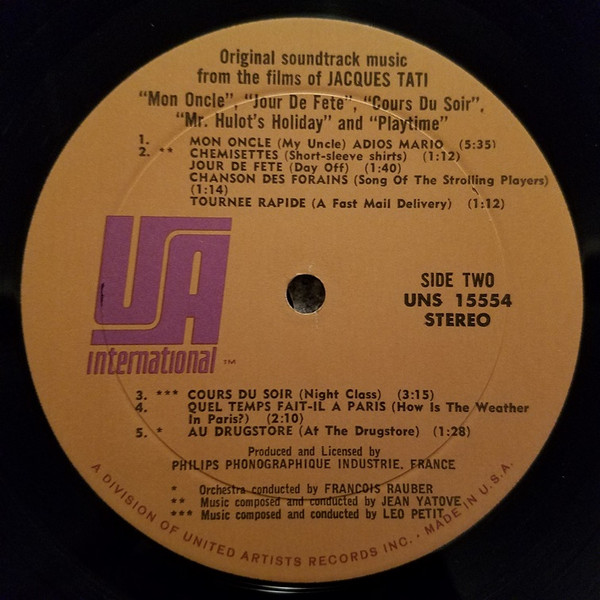 Original soundtrack music
from the films of JACQUES TATI
"Mon Oncle", "Jour De Fete", "Cours Du Soir",
"Mr. Hulot's Holiday" and "Playtime"
1. MON ONCLE (My Uncle) ADIOS MARIO (5:35)
2. ** CHEMISETTES (Short-sleeve shirts) (1:12)
JOUR DE FETE (Day Off) (1:40)
CHANSON DES FORAINS (Song Of The Strolling Players)
(1:14)
TOURNEE RAPIDE (A Fast Mail Delivery) (1:12)
UA
international ™
SIDE TWO
UNS 15554
STEREO
3. *** COURS DU SOIR (Night Class) (3:15)
4. QUEL TEMPS FAIT-IL A PARIS (How Is The Weather
In Paris?) (2:10)
5. * AU DRUGSTORE (At The Drugstore) (1:28)
Produced and Licensed by
PHILIPS PHONOGRAPHIQUE INDUSTRIE, FRANCE
* Orchestra conducted by FRANCOIS RAUBER
** Music composed and conducted by JEAN YATOVE
*** Music composed and conducted by LEO PETIT
A DIVISION OF UNITED ARTISTS RECORDS INC. • MADE IN U.S.A.